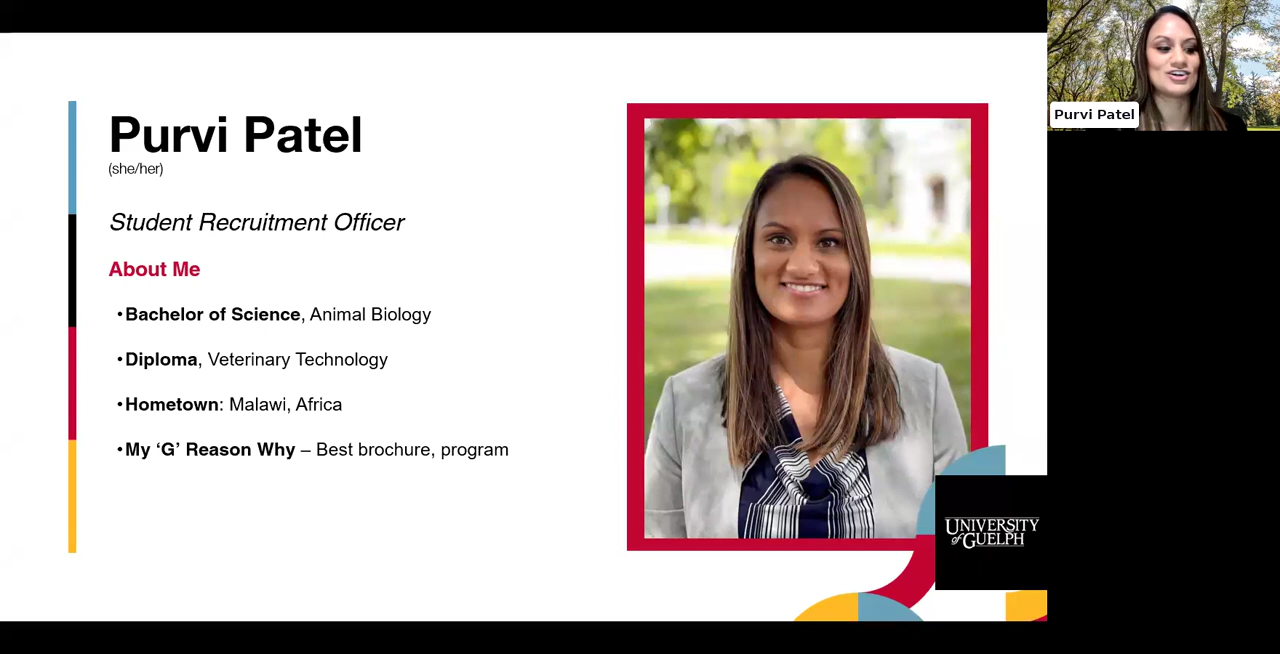 Purvi Patel
(she/her)
Student Recruitment Officer
About Me
•Bachelor of Science, Animal Biology
•Diploma, Veterinary Technology
•Hometown: Malawi, Africa
•My ‘G’ Reason Why – Best brochure, program
UNIVERSITY
of GUELPH
Purvi Patel